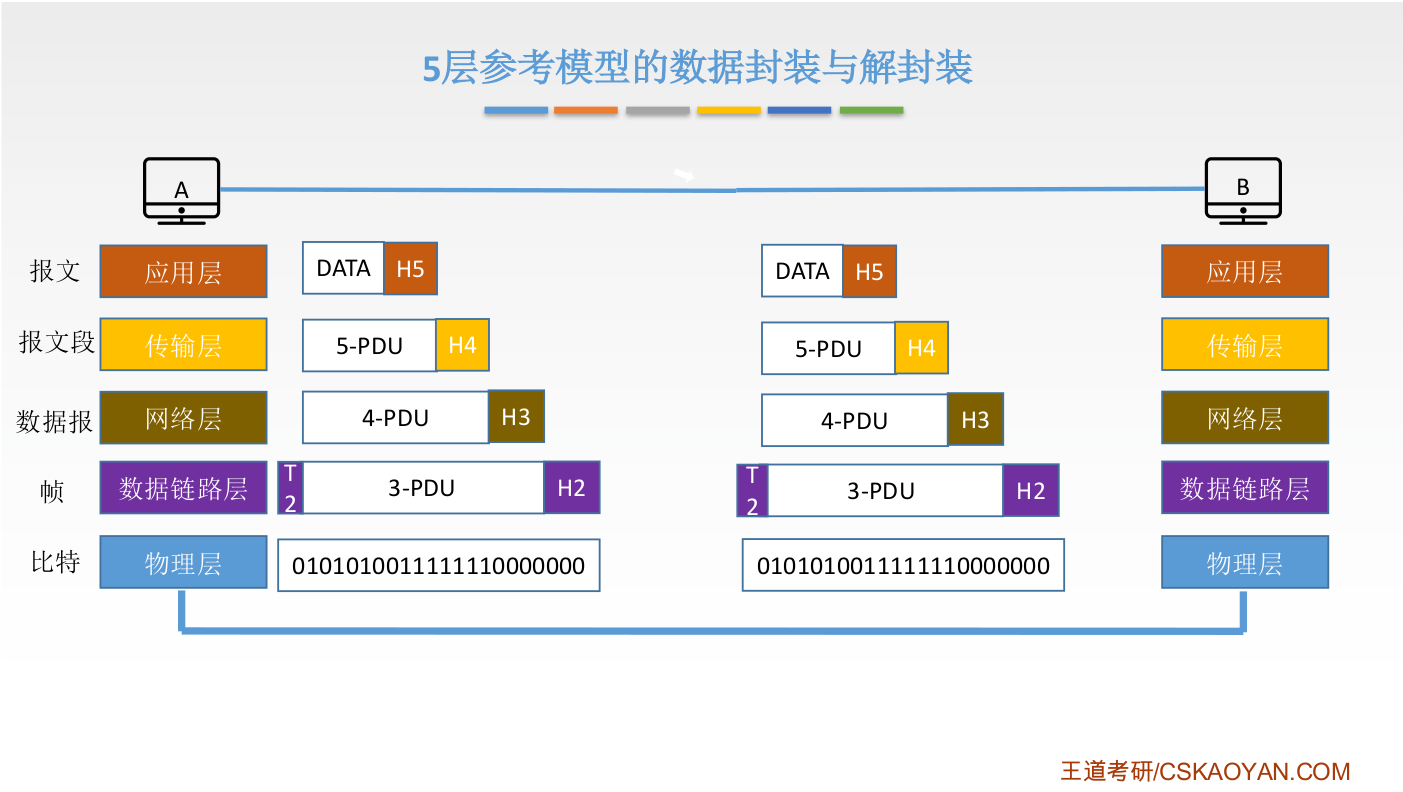 5层参考模型的数据封装与解封装
A
B
报文 应用层 DATA H5 DATA H5 应用层
报文段 传输层 5-PDU H4 5-PDU H4 传输层
数据报 网络层 4-PDU H3 4-PDU H3 网络层
帧 数据链路层 T2 3-PDU H2 T2 3-PDU H2 数据链路层
比特 物理层 0101010011111110000000 0101010011111110000000 物理层
王道考研/CSKAOYAN.COM